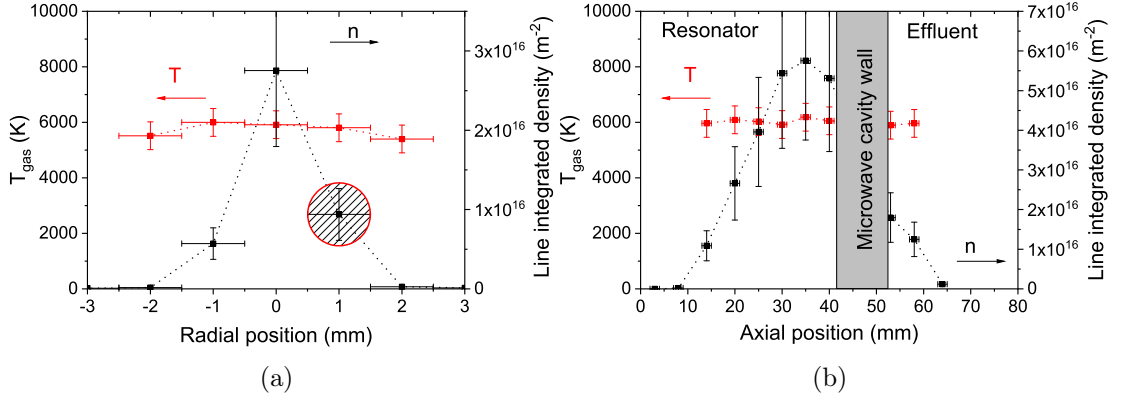 10000
8000
6000
4000
2000
0
T_gas (K)
T
n
3x10^16
2x10^16
1x10^16
0
Line integrated density (m^-2)
-3 -2 -1 0 1 2 3
Radial position (mm)
(a)
10000
8000
6000
4000
2000
0
T_gas (K)
Resonator
Effluent
T
Microwave cavity wall
n
7x10^16
6x10^16
5x10^16
4x10^16
3x10^16
2x10^16
1x10^16
0
Line integrated density (m^-2)
0 10 20 30 40 50 60 70 80
Axial position (mm)
(b)